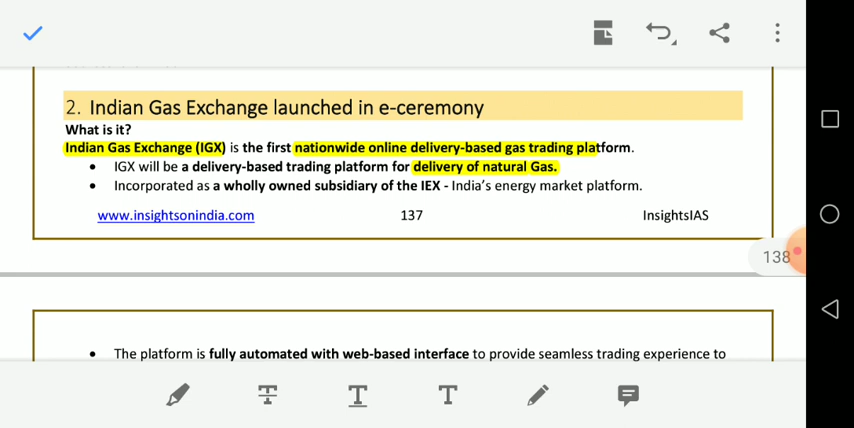 2. Indian Gas Exchange launched in e-ceremony
What is it?
Indian Gas Exchange (IGX) is the first nationwide online delivery-based gas trading platform.
• IGX will be a delivery-based trading platform for delivery of natural Gas.
• Incorporated as a wholly owned subsidiary of the IEX - India's energy market platform.
www.insightsonindia.com 137 InsightsIAS
138
• The platform is fully automated with web-based interface to provide seamless trading experience to